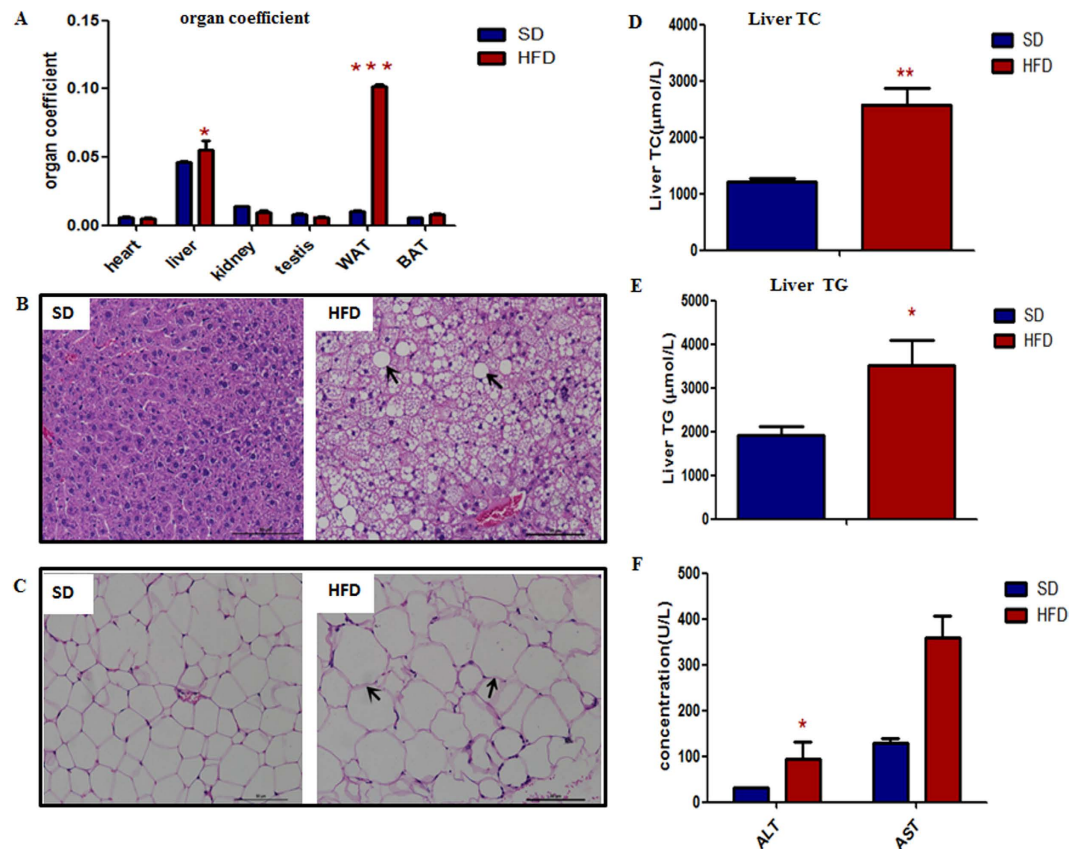 A
organ coefficient
organ coefficient
0.15
0.10
0.05
0.00
SD
HFD
*
***
heart
liver
kidney
testis
WAT
BAT
B
SD
HFD
C
SD
HFD
D
Liver TC
Liver TC(μmol/L)
4000
3000
2000
1000
0
**
SD
HFD
E
Liver TG
Liver TG (μmol/L)
5000
4000
3000
2000
1000
0
*
SD
HFD
F
concentration(U/L)
500
400
300
200
100
0
*
SD
HFD
ALT
AST